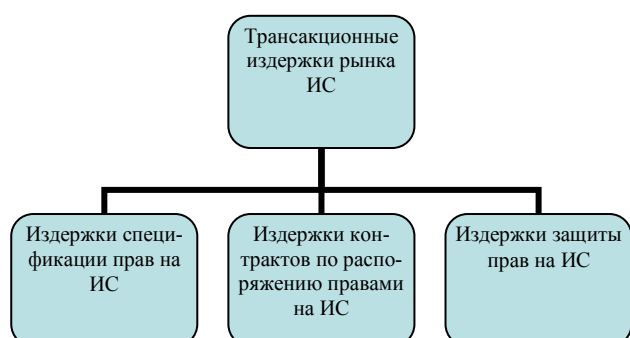 Трансакционные
издержки рынка
ИС
Издержки специ-
фикации прав на
ИС
Издержки кон-
трактов по распо-
ряжению правами
на ИС
Издержки защиты
прав на ИС